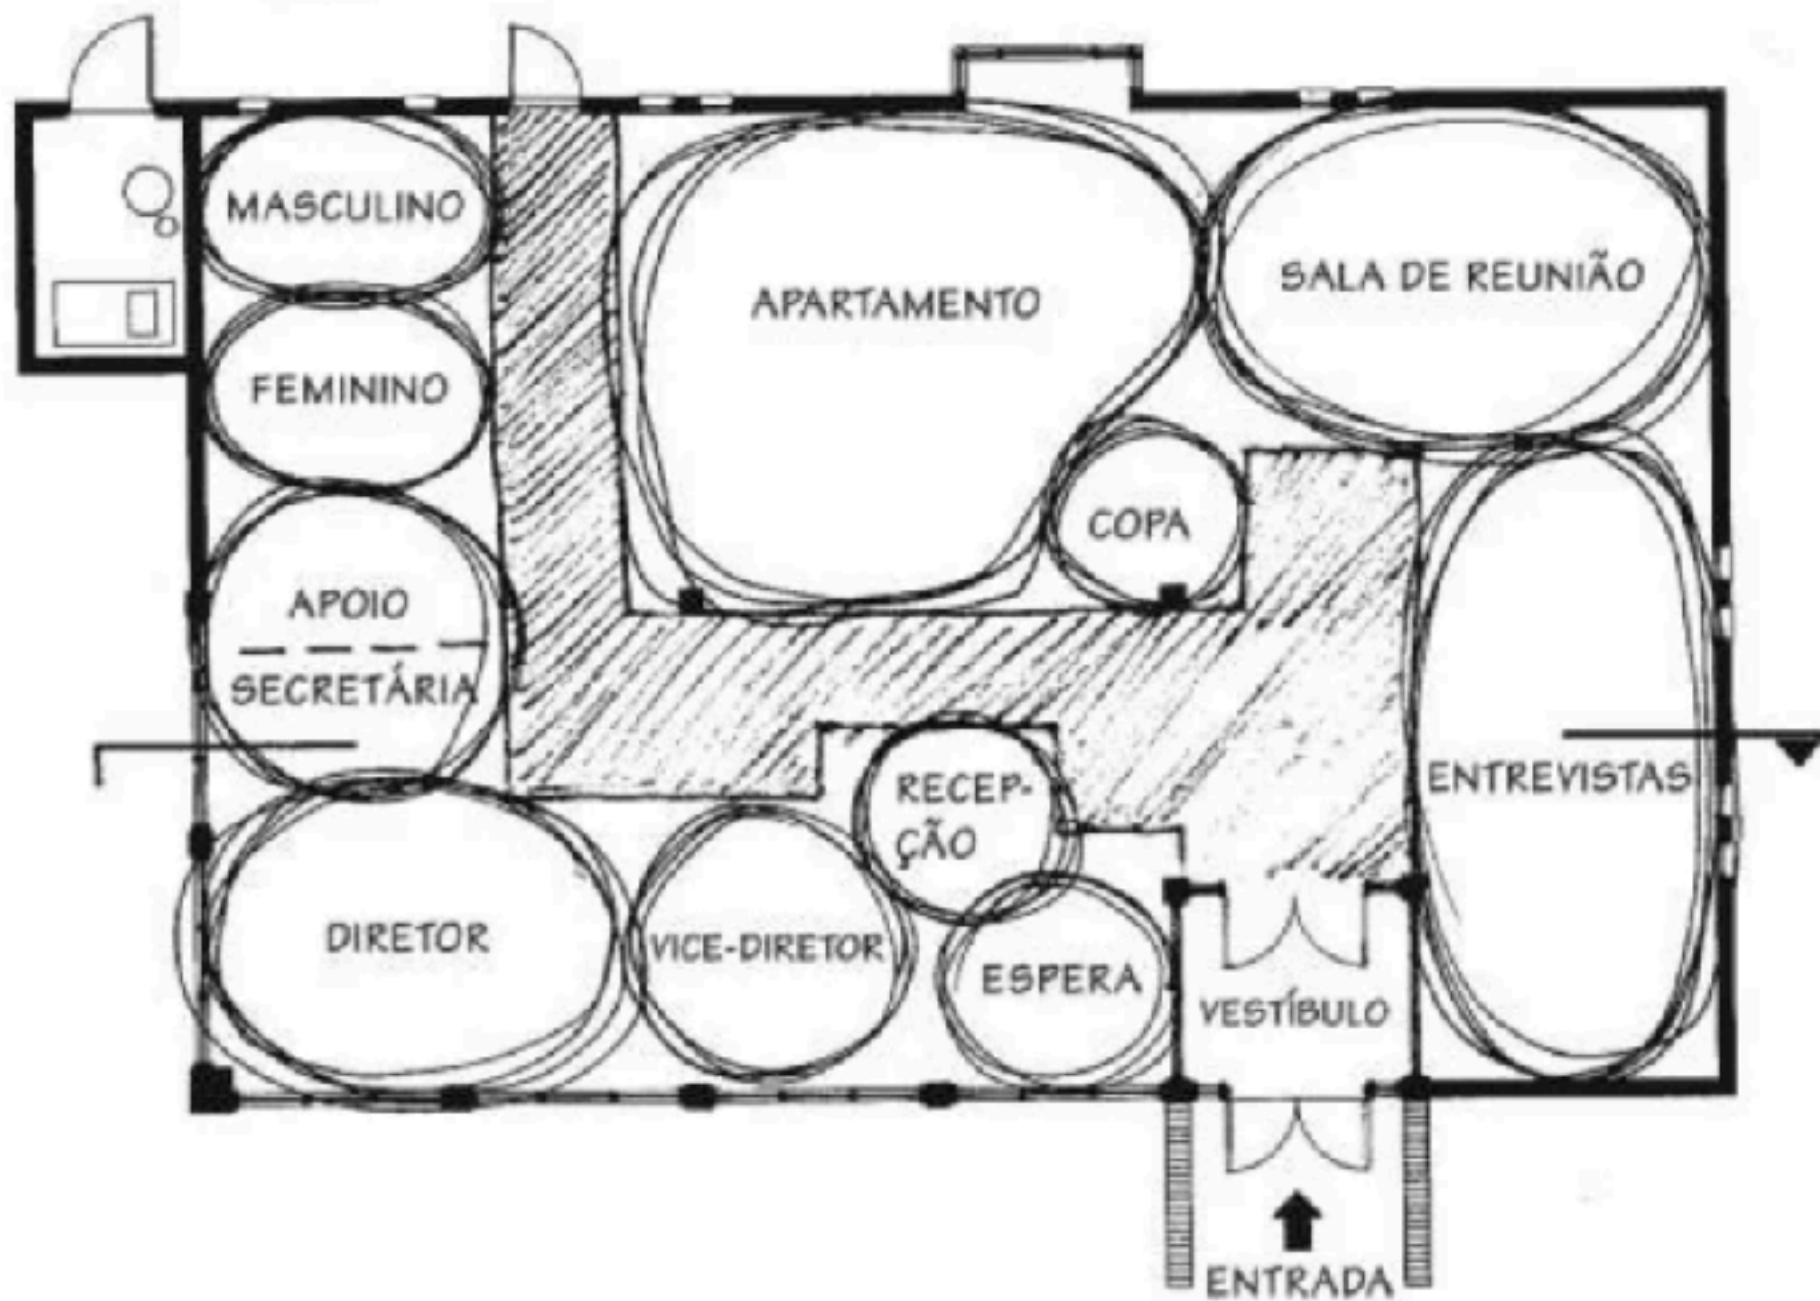 MASCULINO
APARTAMENTO
SALA DE REUNIÃO
FEMININO
COPA
APOIO
SECRETÁRIA
RECEP-
ÇÃO
ENTREVISTAS
DIRETOR
VICE-DIRETOR
ESPERA
VESTÍBULO
ENTRADA